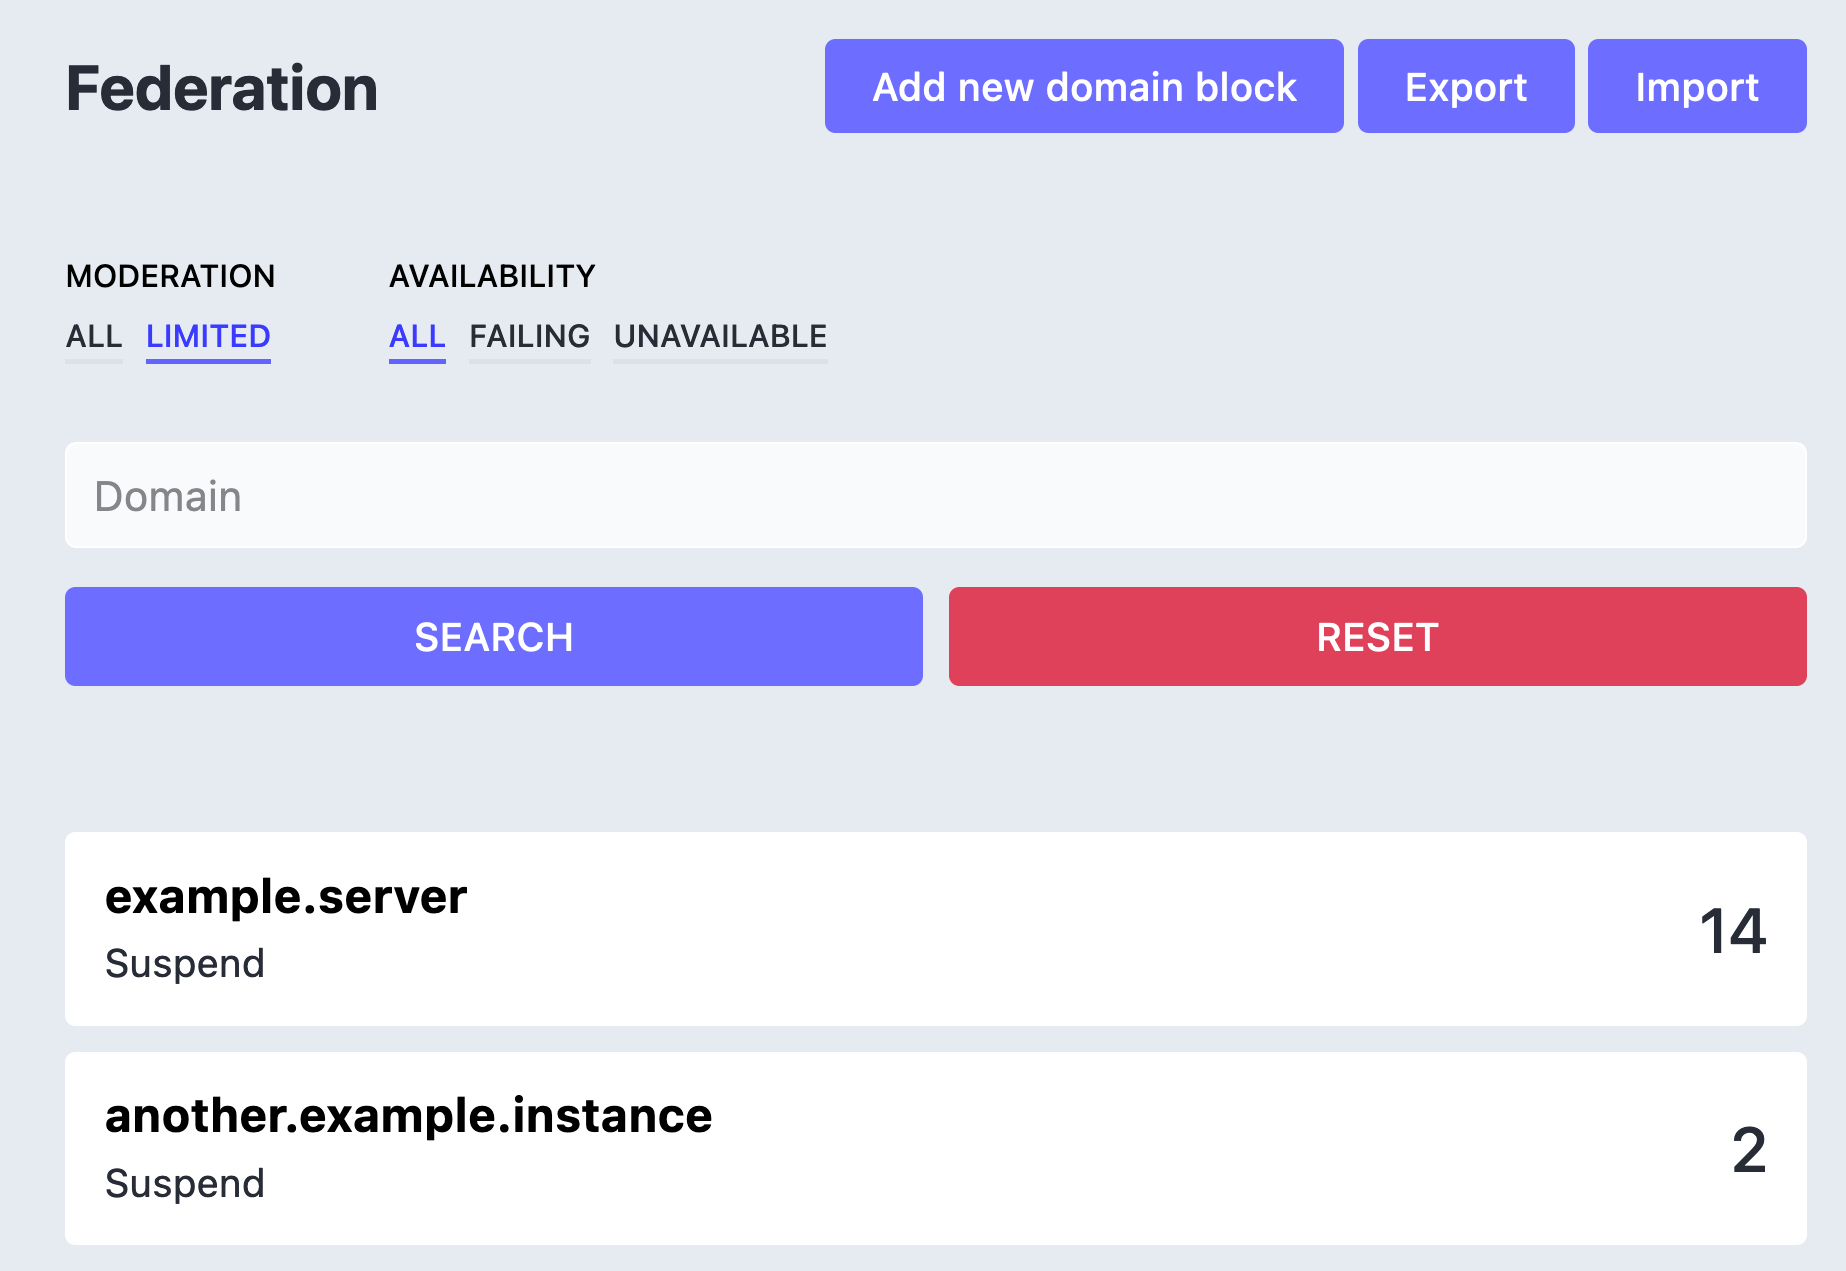 Federation
Add new domain block
Export
Import
MODERATION
ALL LIMITED
AVAILABILITY
ALL FAILING UNAVAILABLE
Domain
SEARCH
RESET
example.server
Suspend
14
another.example.instance
Suspend
2